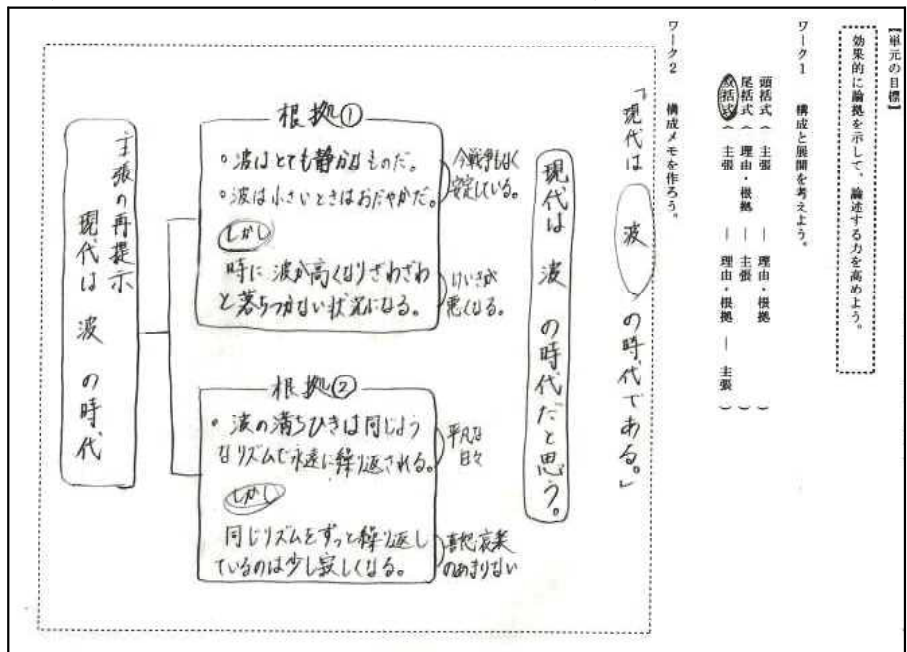 【単元の目標】
効果的に論拠を示して、論述する力を高めよう。
ワーク1　構成と展開を考えよう。
頭括式（　主張　―　理由・根拠　）
尾括式（　理由・根拠　―　主張　）
双括式（　主張　―　理由・根拠　―　主張　）
ワーク2　構成メモを作ろう。
「現代は　波　の時代である。」
現代は　波　の時代だと思う。
根拠①
今戦争もなく
安定している。
。波はとても静かなものだ。
。波は小さいときはおだやかだ。
しかし
時に波が高くなりざわざわ
と落ちつかない状況になる。
けいきが
悪くなる。
根拠②
。波の満ちひきは同じよう
なリズムで永遠に繰り返される。
平凡な
日々
しかし
同じリズムをずっと繰り返し
ているのは少し寂しくなる。
喜怒哀楽
のあまりない
主張の再提示
現代は　波　の時代